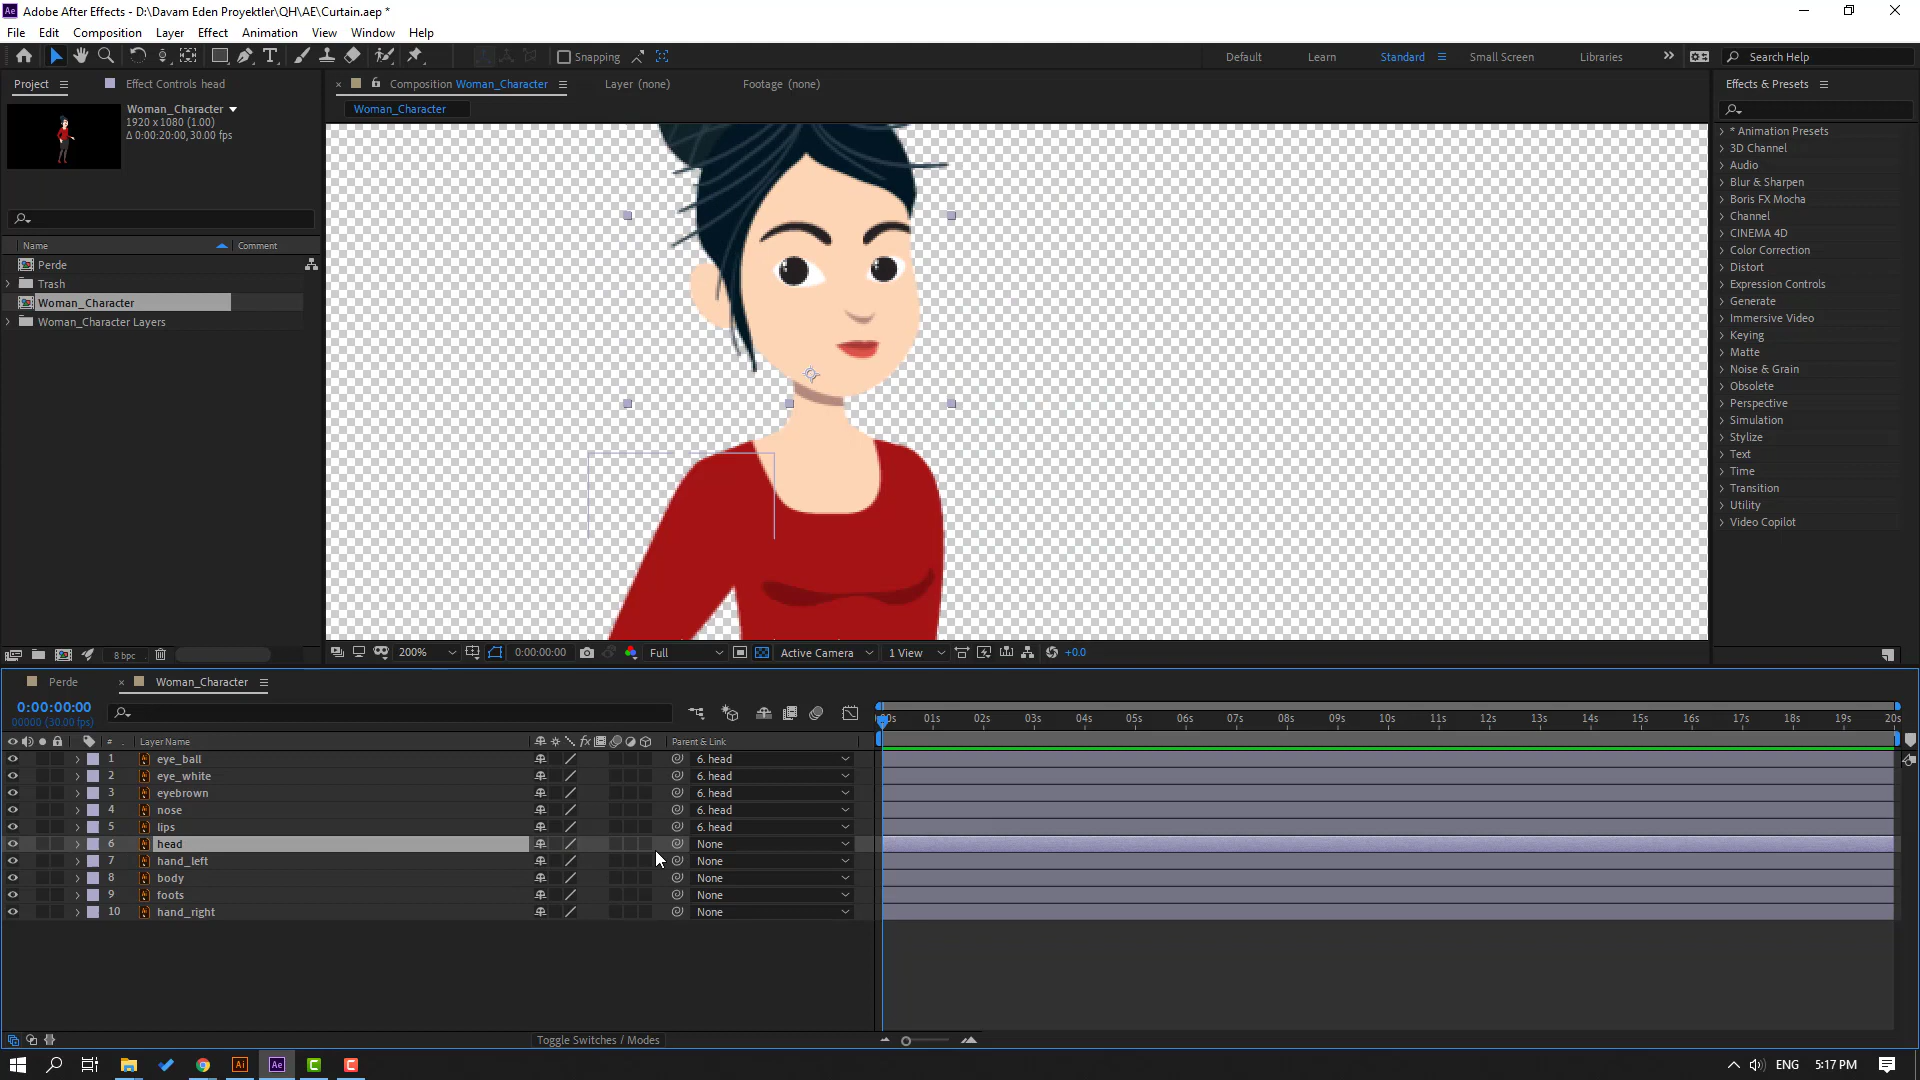 Adobe After Effects - D:\Davam Eden Proyektler\QH\AE\Curtain.aep *
File Edit Composition Layer Effect Animation View Window Help
Snapping Default Learn Standard Small Screen Libraries Search Help
Project Effect Controls head Composition Woman_Character Layer (none) Footage (none) Effects & Presets
Woman_Character
Woman_Character
1920 x 1080 (1.00)
Δ 0:00:20:00, 30.00 fps
Name Comment
Perde
Trash
Woman_Character
Woman_Character Layers
* Animation Presets
3D Channel
Audio
Blur & Sharpen
Boris FX Mocha
Channel
CINEMA 4D
Color Correction
Distort
Expression Controls
Generate
Immersive Video
Keying
Matte
Noise & Grain
Obsolete
Perspective
Simulation
Stylize
Text
Time
Transition
Utility
Video Copilot
8 bpc 200% 0:00:00:00 Full Active Camera 1 View +0.0
Perde Woman_Character
0:00:00:00
00000 (30.00 fps)
01s 02s 03s 04s 05s 06s 07s 08s 09s 10s 11s 12s 13s 14s 15s 16s 17s 18s 19s 20s
# Layer Name Parent & Link
1 eye_ball 6. head
2 eye_white 6. head
3 eyebrown 6. head
4 nose 6. head
5 lips 6. head
6 head None
7 hand_left None
8 body None
9 foots None
10 hand_right None
Toggle Switches / Modes
ENG 5:17 PM